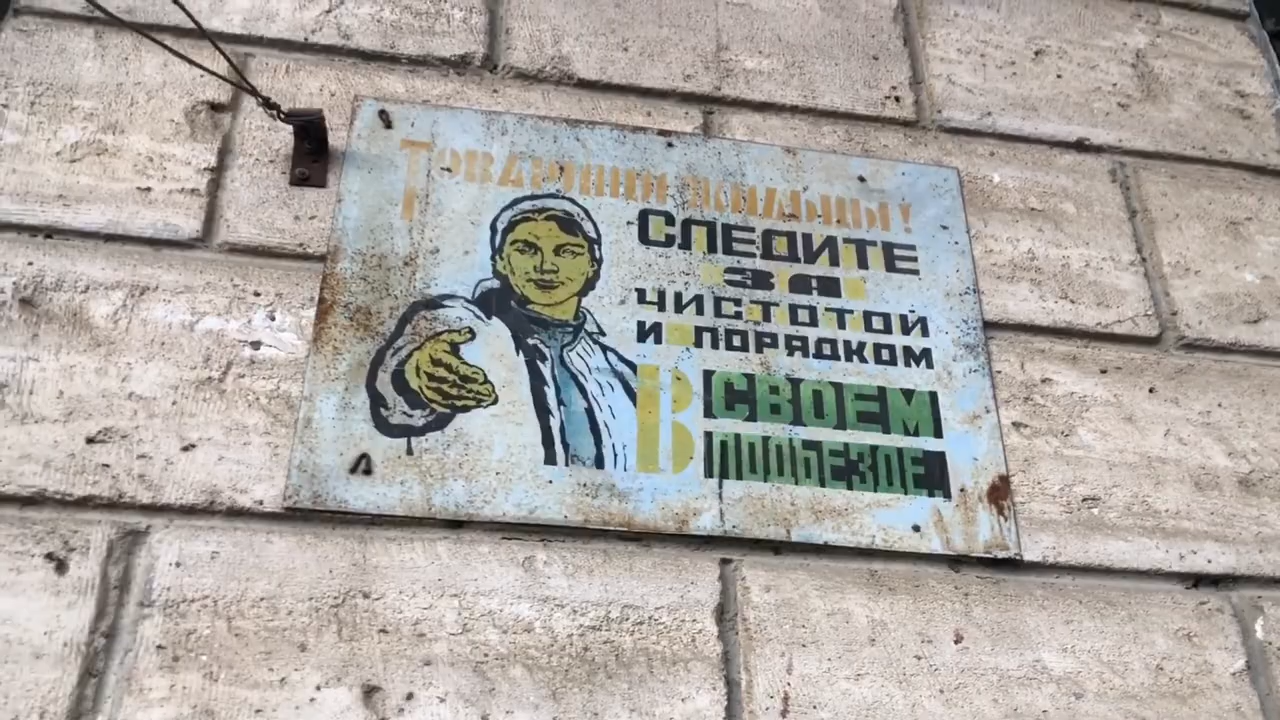 Товарищи жильцы!
Следите
за
чистотой
и порядком
В своем
подъезде.